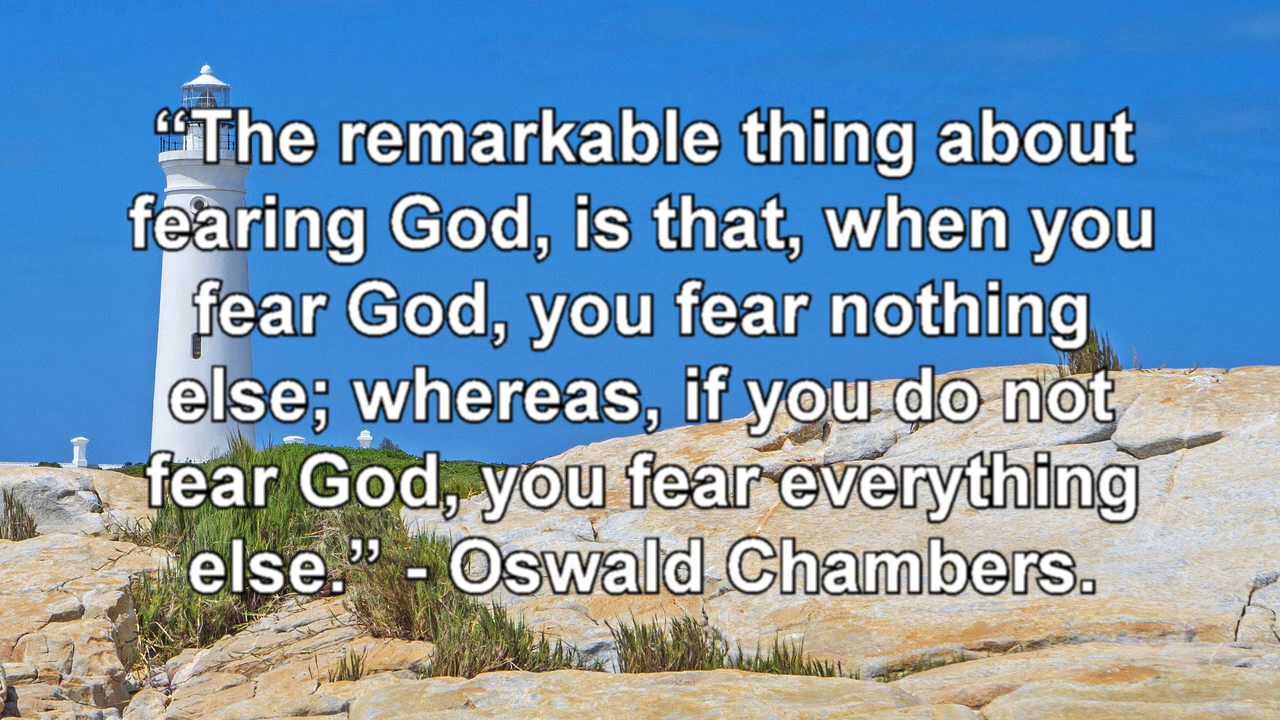 “The remarkable thing about
fearing God, is that, when you
fear God, you fear nothing
else; whereas, if you do not
fear God, you fear everything
else.” - Oswald Chambers.